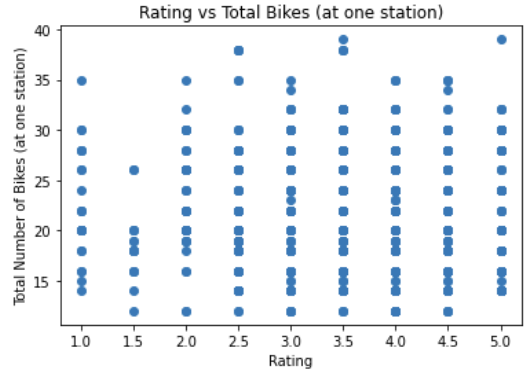 Rating vs Total Bikes (at one station)
Total Number of Bikes (at one station)
40
35
30
25
20
15
1.0 1.5 2.0 2.5 3.0 3.5 4.0 4.5 5.0
Rating